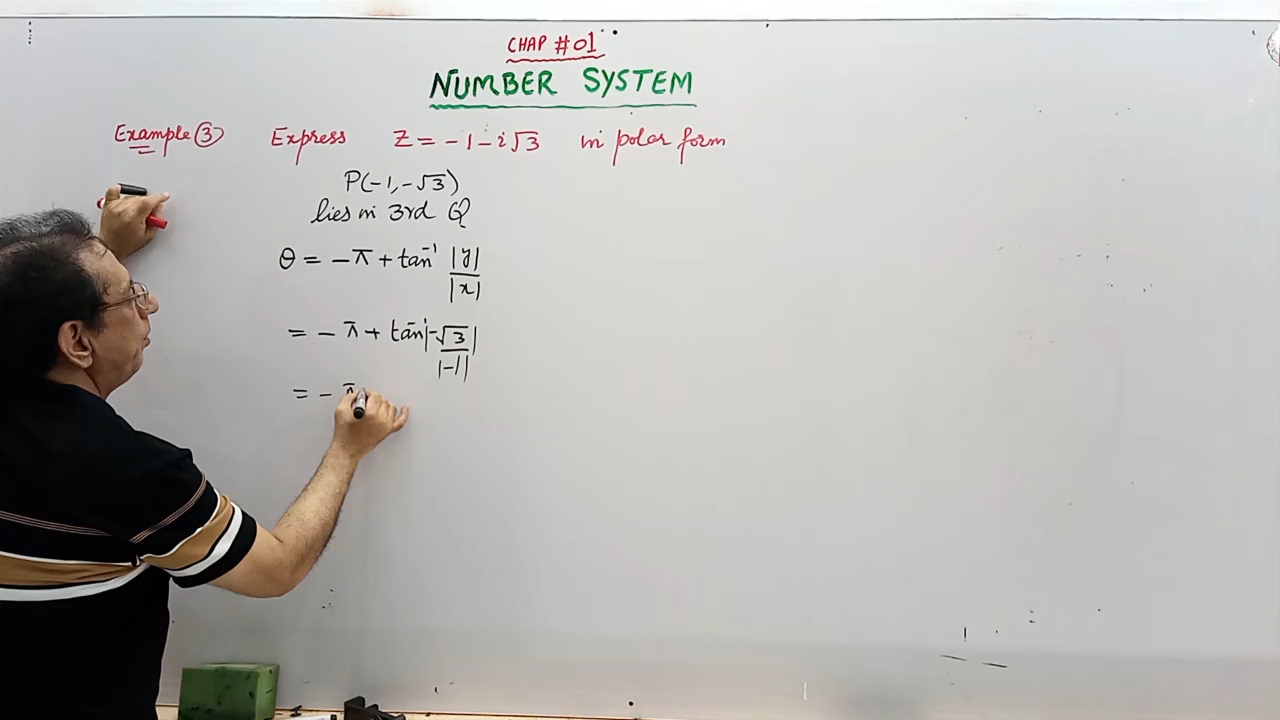 CHAP #01
NUMBER SYSTEM
Example ③ Express Z = -1 - i√3 in polar form
P(-1, -√3)
lies in 3rd Q
θ = -π + tan⁻¹ |y|/|x|
= -π + tan⁻¹ |-√3|/|-1|
= - π